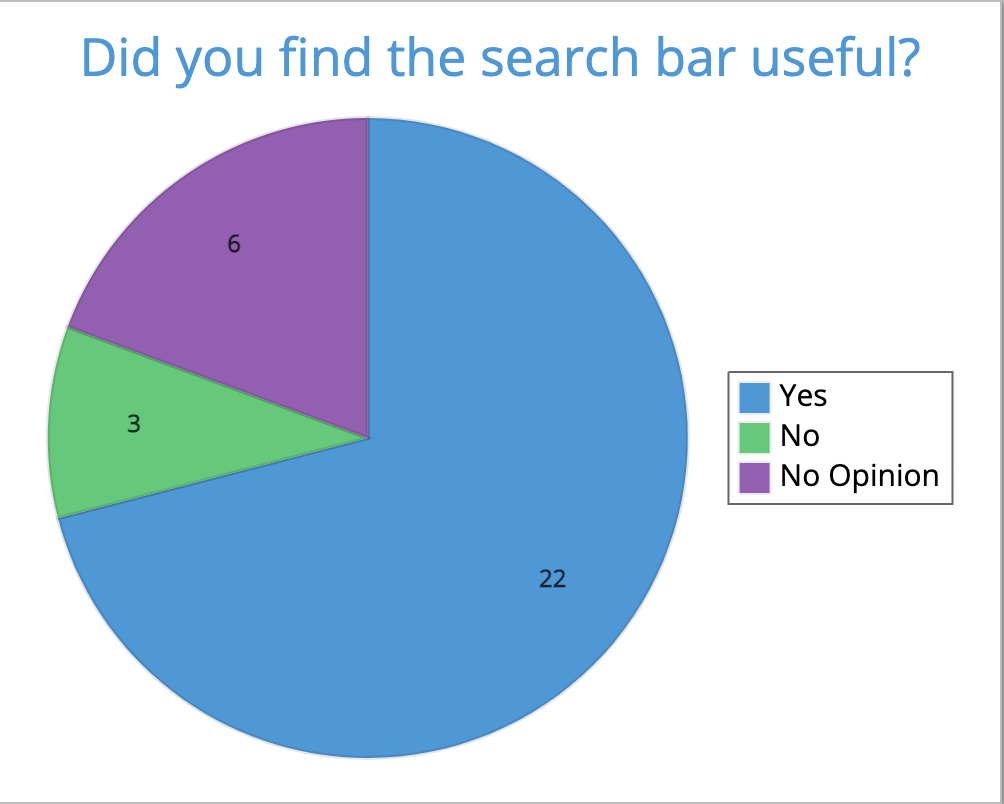 Did you find the search bar useful?
6
3
22
Yes
No
No Opinion